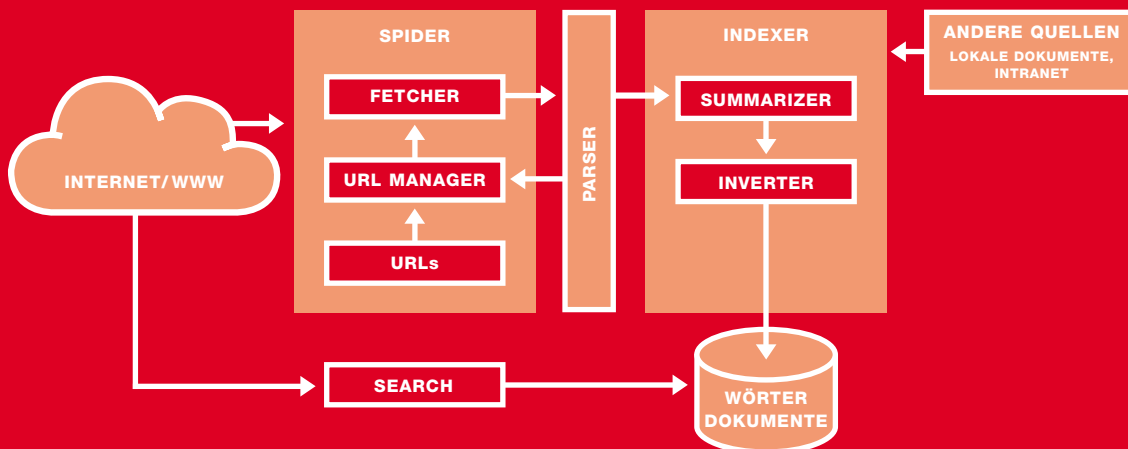 SPIDER
INDEXER
ANDERE QUELLEN
LOKALE DOKUMENTE,
INTRANET
FETCHER
SUMMARIZER
INTERNET/WWW
URL MANAGER
PARSER
INVERTER
URLs
SEARCH
WÖRTER
DOKUMENTE